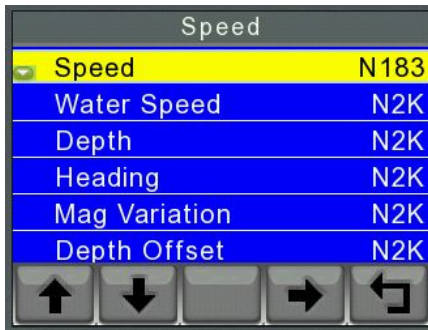 Speed
Speed N183
Water Speed N2K
Depth N2K
Heading N2K
Mag Variation N2K
Depth Offset N2K